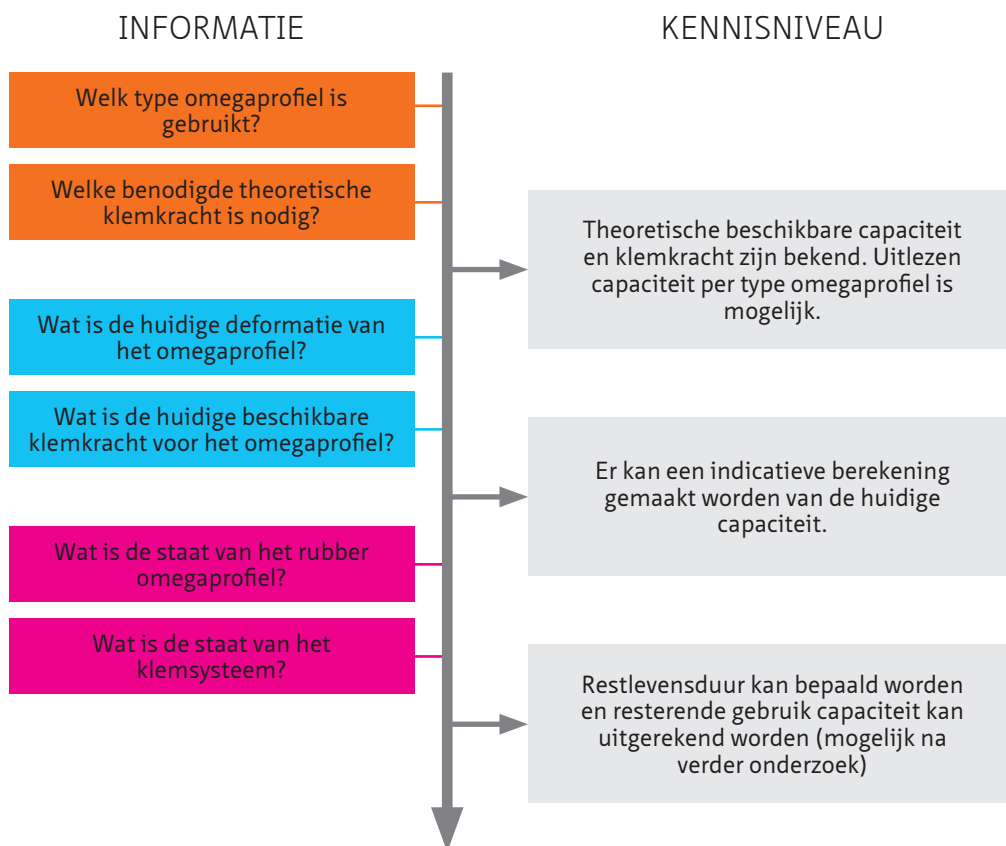 INFORMATIE
KENNISNIVEAU
Welk type omegaprofiel is
gebruikt?
Welke benodigde theoretische
klemkracht is nodig?
Theoretische beschikbare capaciteit
en klemkracht zijn bekend. Uitlezen
capaciteit per type omegaprofiel is
mogelijk.
Wat is de huidige deformatie van
het omegaprofiel?
Wat is de huidige beschikbare
klemkracht voor het omegaprofiel?
Er kan een indicatieve berekening
gemaakt worden van de huidige
capaciteit.
Wat is de staat van het rubber
omegaprofiel?
Wat is de staat van het
klemsysteem?
Restlevensduur kan bepaald worden
en resterende gebruik capaciteit kan
uitgerekend worden (mogelijk na
verder onderzoek)